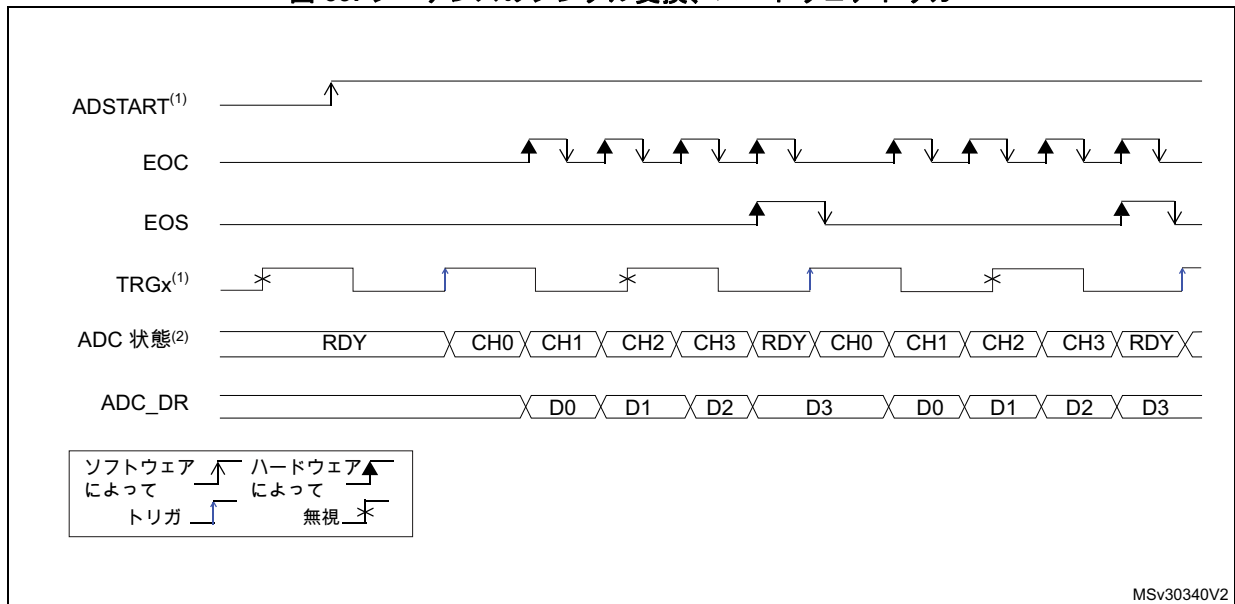 ADSTART(1)
EOC
EOS
TRGx(1)
ADC 状態(2) RDY CH0 CH1 CH2 CH3 RDY CH0 CH1 CH2 CH3 RDY
ADC_DR D0 D1 D2 D3 D0 D1 D2 D3
ソフトウェア ハードウェア
によって によって
トリガ 無視
MSv30340V2